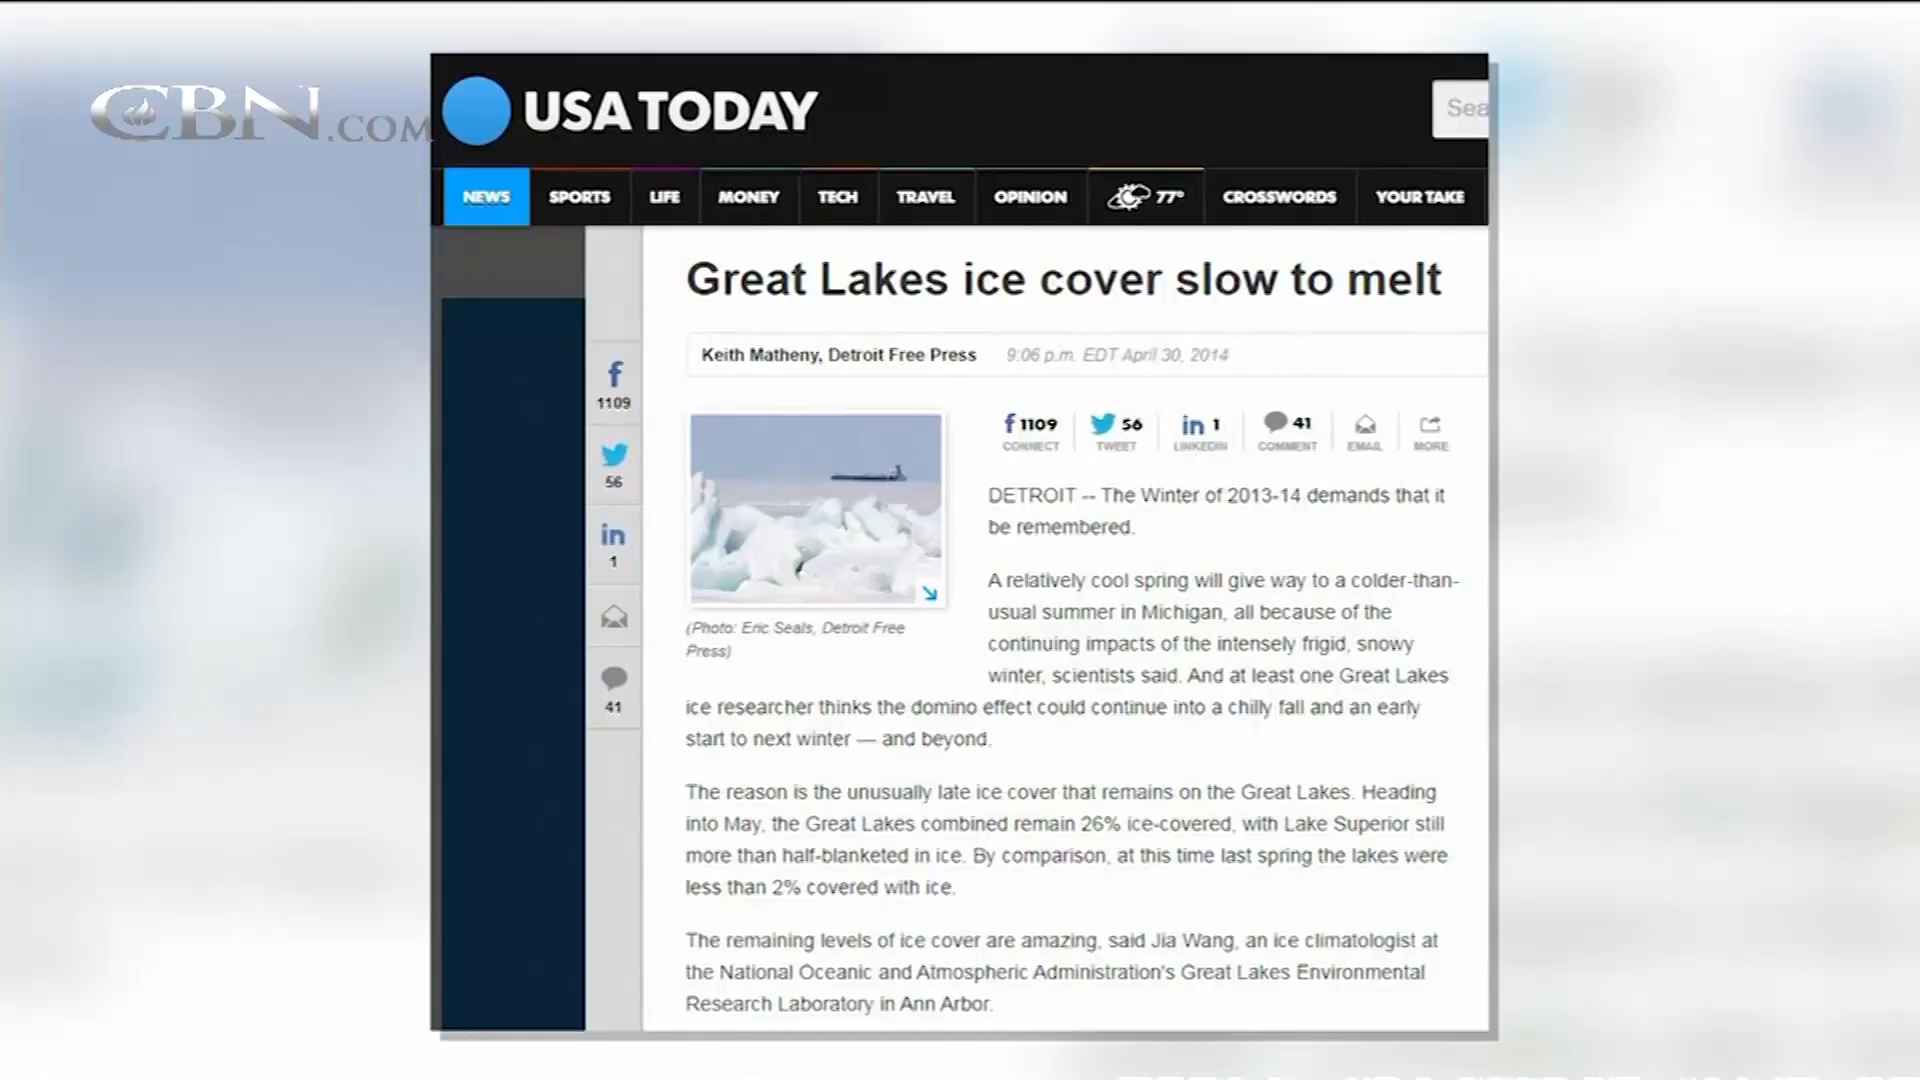 CBN.COM
USA TODAY
Sea
NEWS SPORTS LIFE MONEY TECH TRAVEL OPINION 77° CROSSWORDS YOUR TAKE
Great Lakes ice cover slow to melt
Keith Matheny, Detroit Free Press 9:06 p.m. EDT April 30, 2014
f
1109
56
in
1
41
f 1109 56 in 1 41
CONNECT TWEET LINKEDIN COMMENT EMAIL MORE
(Photo: Eric Seals, Detroit Free
Press)
DETROIT -- The Winter of 2013-14 demands that it
be remembered.
A relatively cool spring will give way to a colder-than-
usual summer in Michigan, all because of the
continuing impacts of the intensely frigid, snowy
winter, scientists said. And at least one Great Lakes
ice researcher thinks the domino effect could continue into a chilly fall and an early
start to next winter — and beyond.
The reason is the unusually late ice cover that remains on the Great Lakes. Heading
into May, the Great Lakes combined remain 26% ice-covered, with Lake Superior still
more than half-blanketed in ice. By comparison, at this time last spring the lakes were
less than 2% covered with ice.
The remaining levels of ice cover are amazing, said Jia Wang, an ice climatologist at
the National Oceanic and Atmospheric Administration's Great Lakes Environmental
Research Laboratory in Ann Arbor.